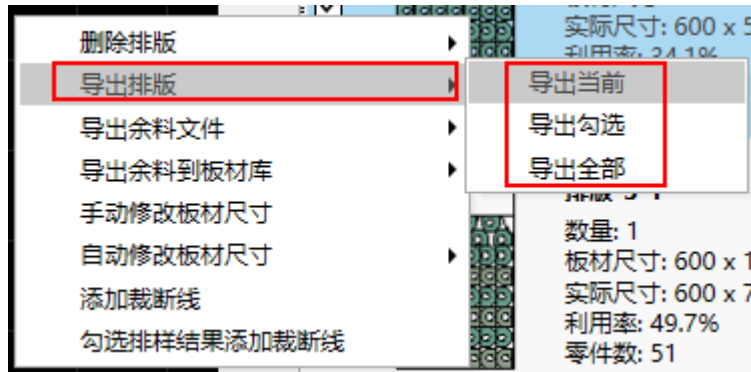 删除排版
导出排版
导出余料文件
导出余料到板材库
手动修改板材尺寸
自动修改板材尺寸
添加裁断线
勾选排样结果添加裁断线
导出当前
导出勾选
导出全部
实际尺寸: 600 x 5
利用率: 34.1%
数量: 1
板材尺寸: 600 x 1
实际尺寸: 600 x 7
利用率: 49.7%
零件数: 51